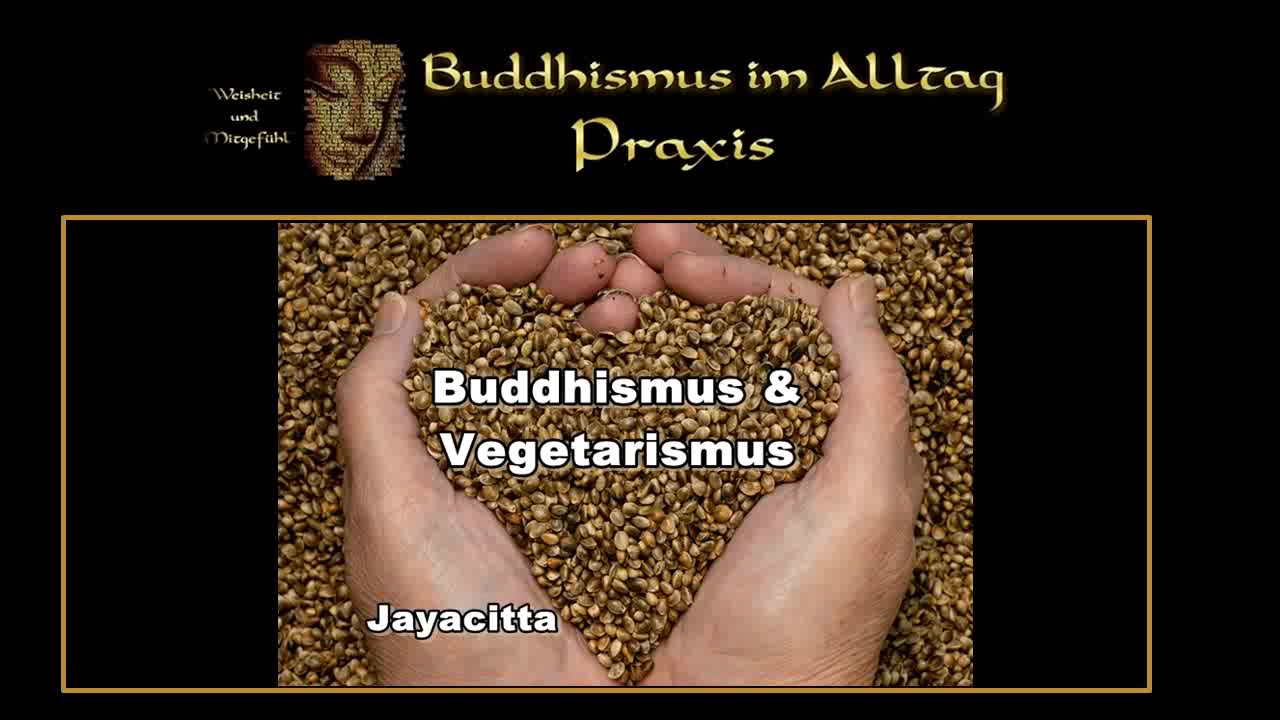 Weisheit
und
Mitgefühl
Buddhismus im Alltag
Praxis
Buddhismus &
Vegetarismus
Jayacitta